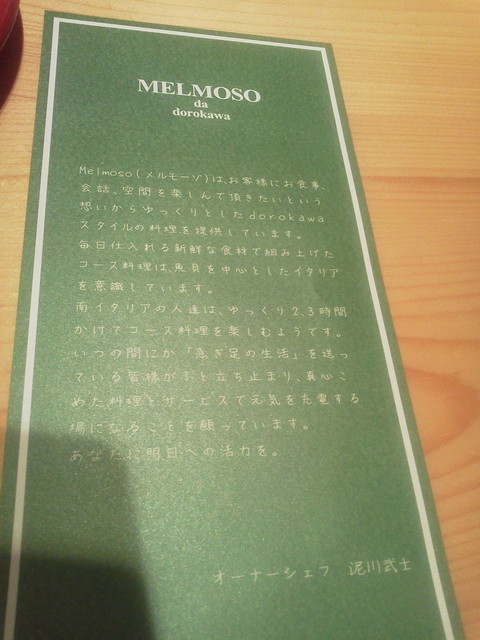 MELMOSO
da
dorokawa
Melmoso(メルモーゾ)は、お客様にお食事、
会話、空間を楽しんで頂きたいという
想いからゆっくりとしたdorokawa
スタイルの料理を提供しています。
毎日仕入れる新鮮な食材で組み上げた
コース料理は、魚貝を中心としたイタリア
を意識しています。
南イタリアの人達は、ゆっくり2、3時間
かけてコース料理を楽しむようです。
いつの間にか「急ぎ足の生活」を送っ
ている皆様がふと立ち止まり、真心こ
めた料理とサービスで元気を充電する
場になることを願っています。
あなたに明日への活力を。
オーナーシェフ 泥川武士